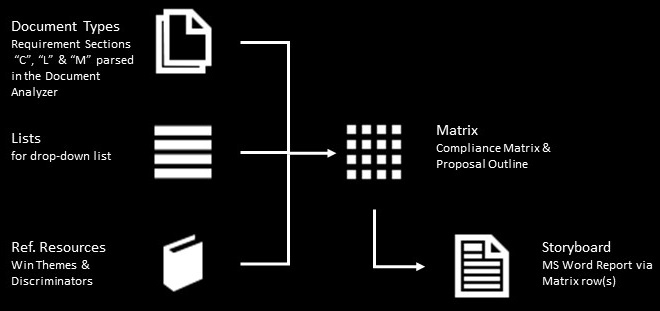 Document Types
Requirement Sections
"C", "L" & "M" parsed
in the Document
Analyzer
Lists
for drop-down list
Matrix
Compliance Matrix &
Proposal Outline
Ref. Resources
Win Themes &
Discriminators
Storyboard
MS Word Report via
Matrix row(s)